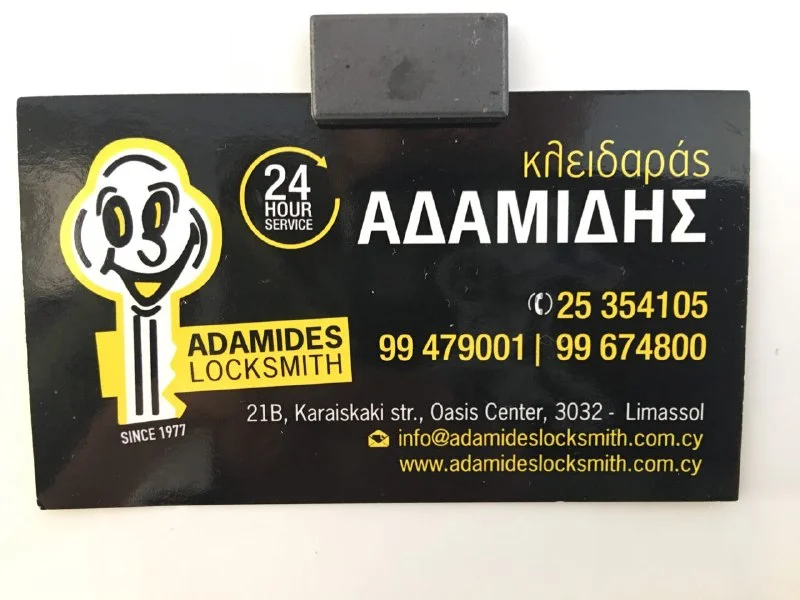 κλειδαράς
24
HOUR
SERVICE
ΑΔΑΜΙΔΗΣ
25 354105
99 479001 | 99 674800
ADAMIDES
LOCKSMITH
SINCE 1977
21B, Karaiskaki str., Oasis Center, 3032 - Limassol
info@adamideslocksmith.com.cy
www.adamideslocksmith.com.cy